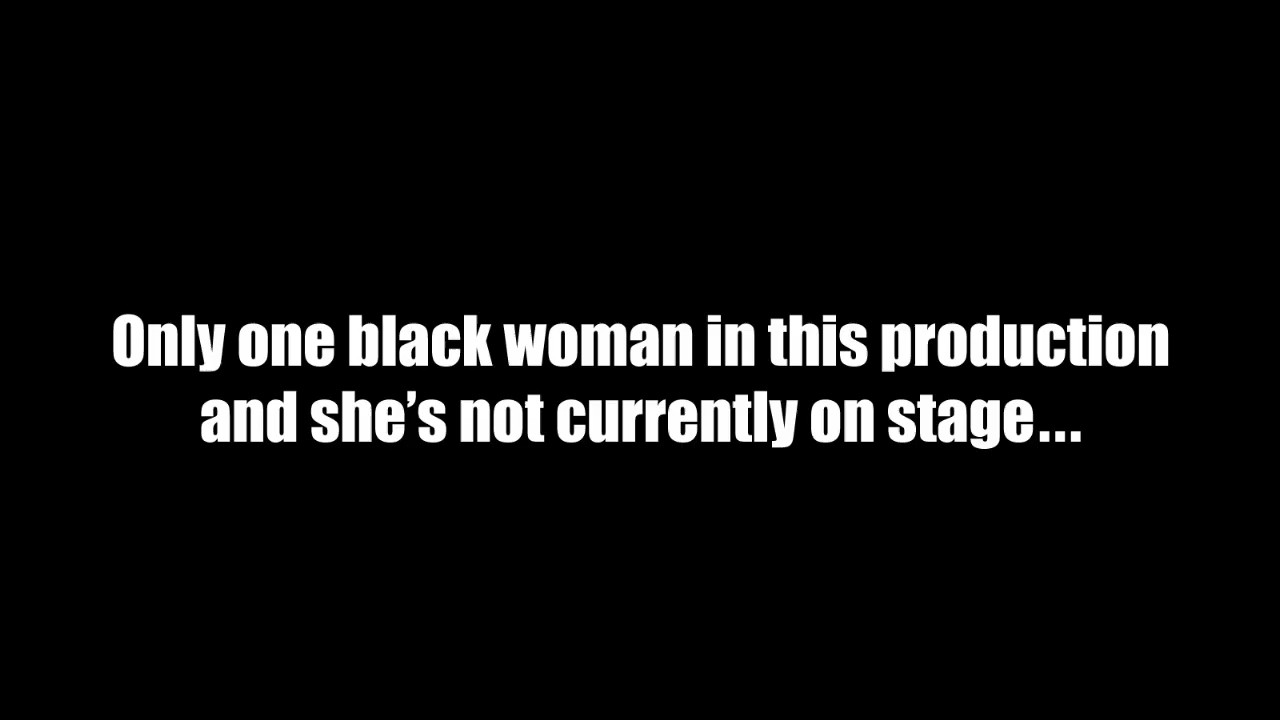 Only one black woman in this production
and she’s not currently on stage...